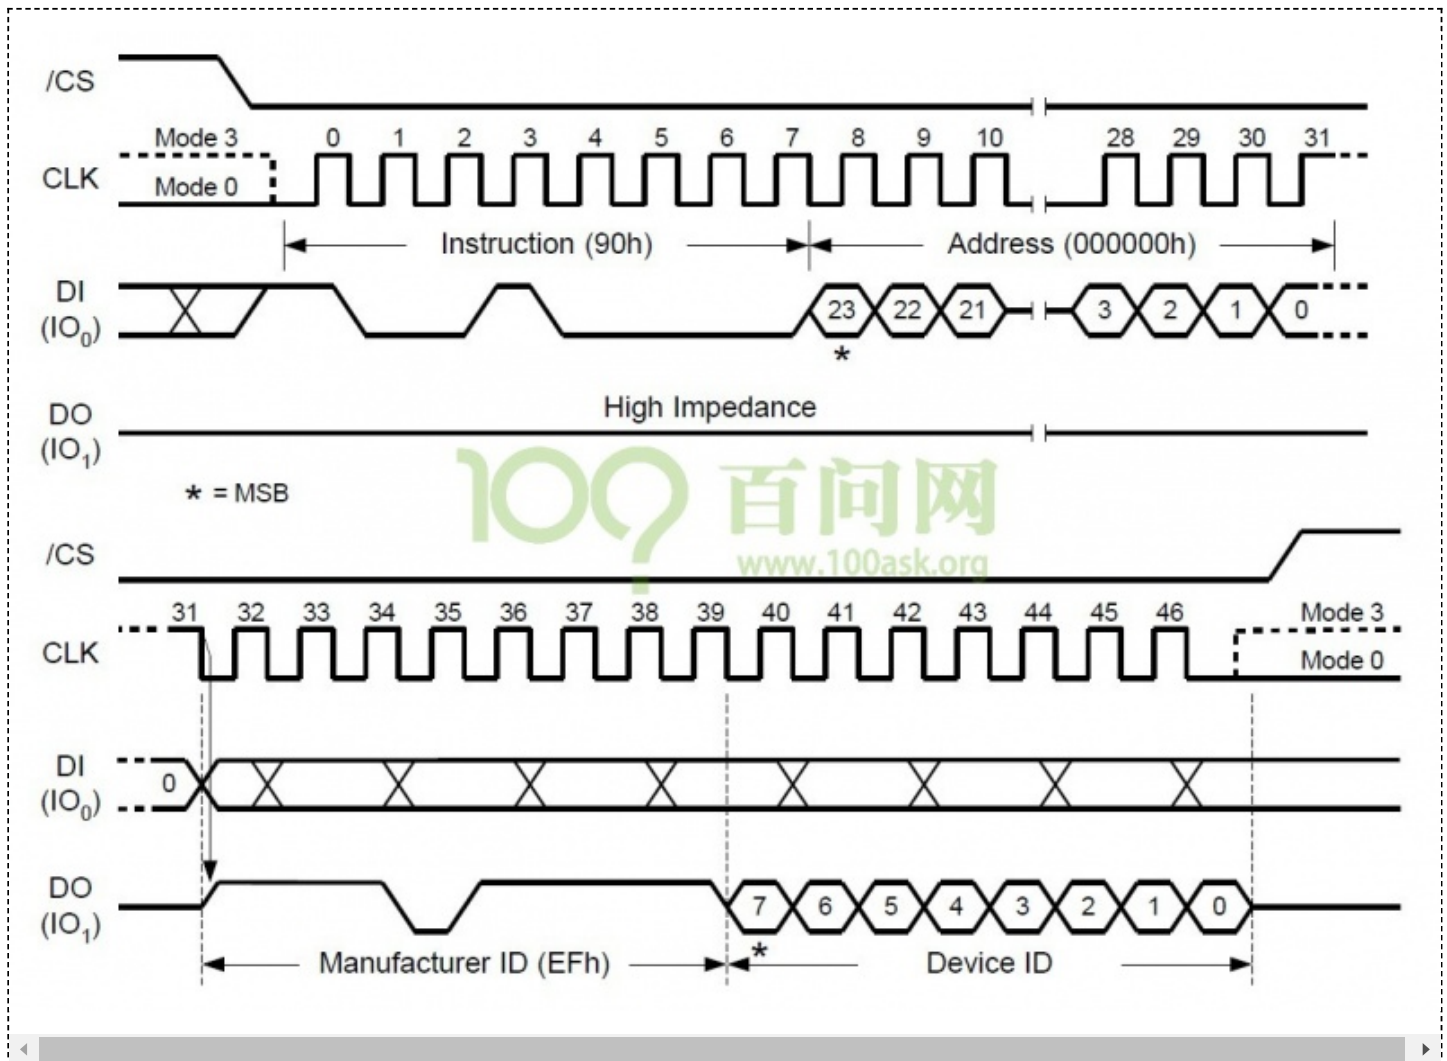 /CS
Mode 3 0 1 2 3 4 5 6 7 8 9 10 28 29 30 31
CLK
Mode 0
Instruction (90h) Address (000000h)
DI
(IO0)
23 22 21 3 2 1 0
*
High Impedance
DO
(IO1)
* = MSB
100? 百问网
www.100ask.org
/CS
31 32 33 34 35 36 37 38 39 40 41 42 43 44 45 46 Mode 3
CLK
Mode 0
DI
(IO0)
0
DO
(IO1)
7 6 5 4 3 2 1 0
*
Manufacturer ID (EFh) Device ID